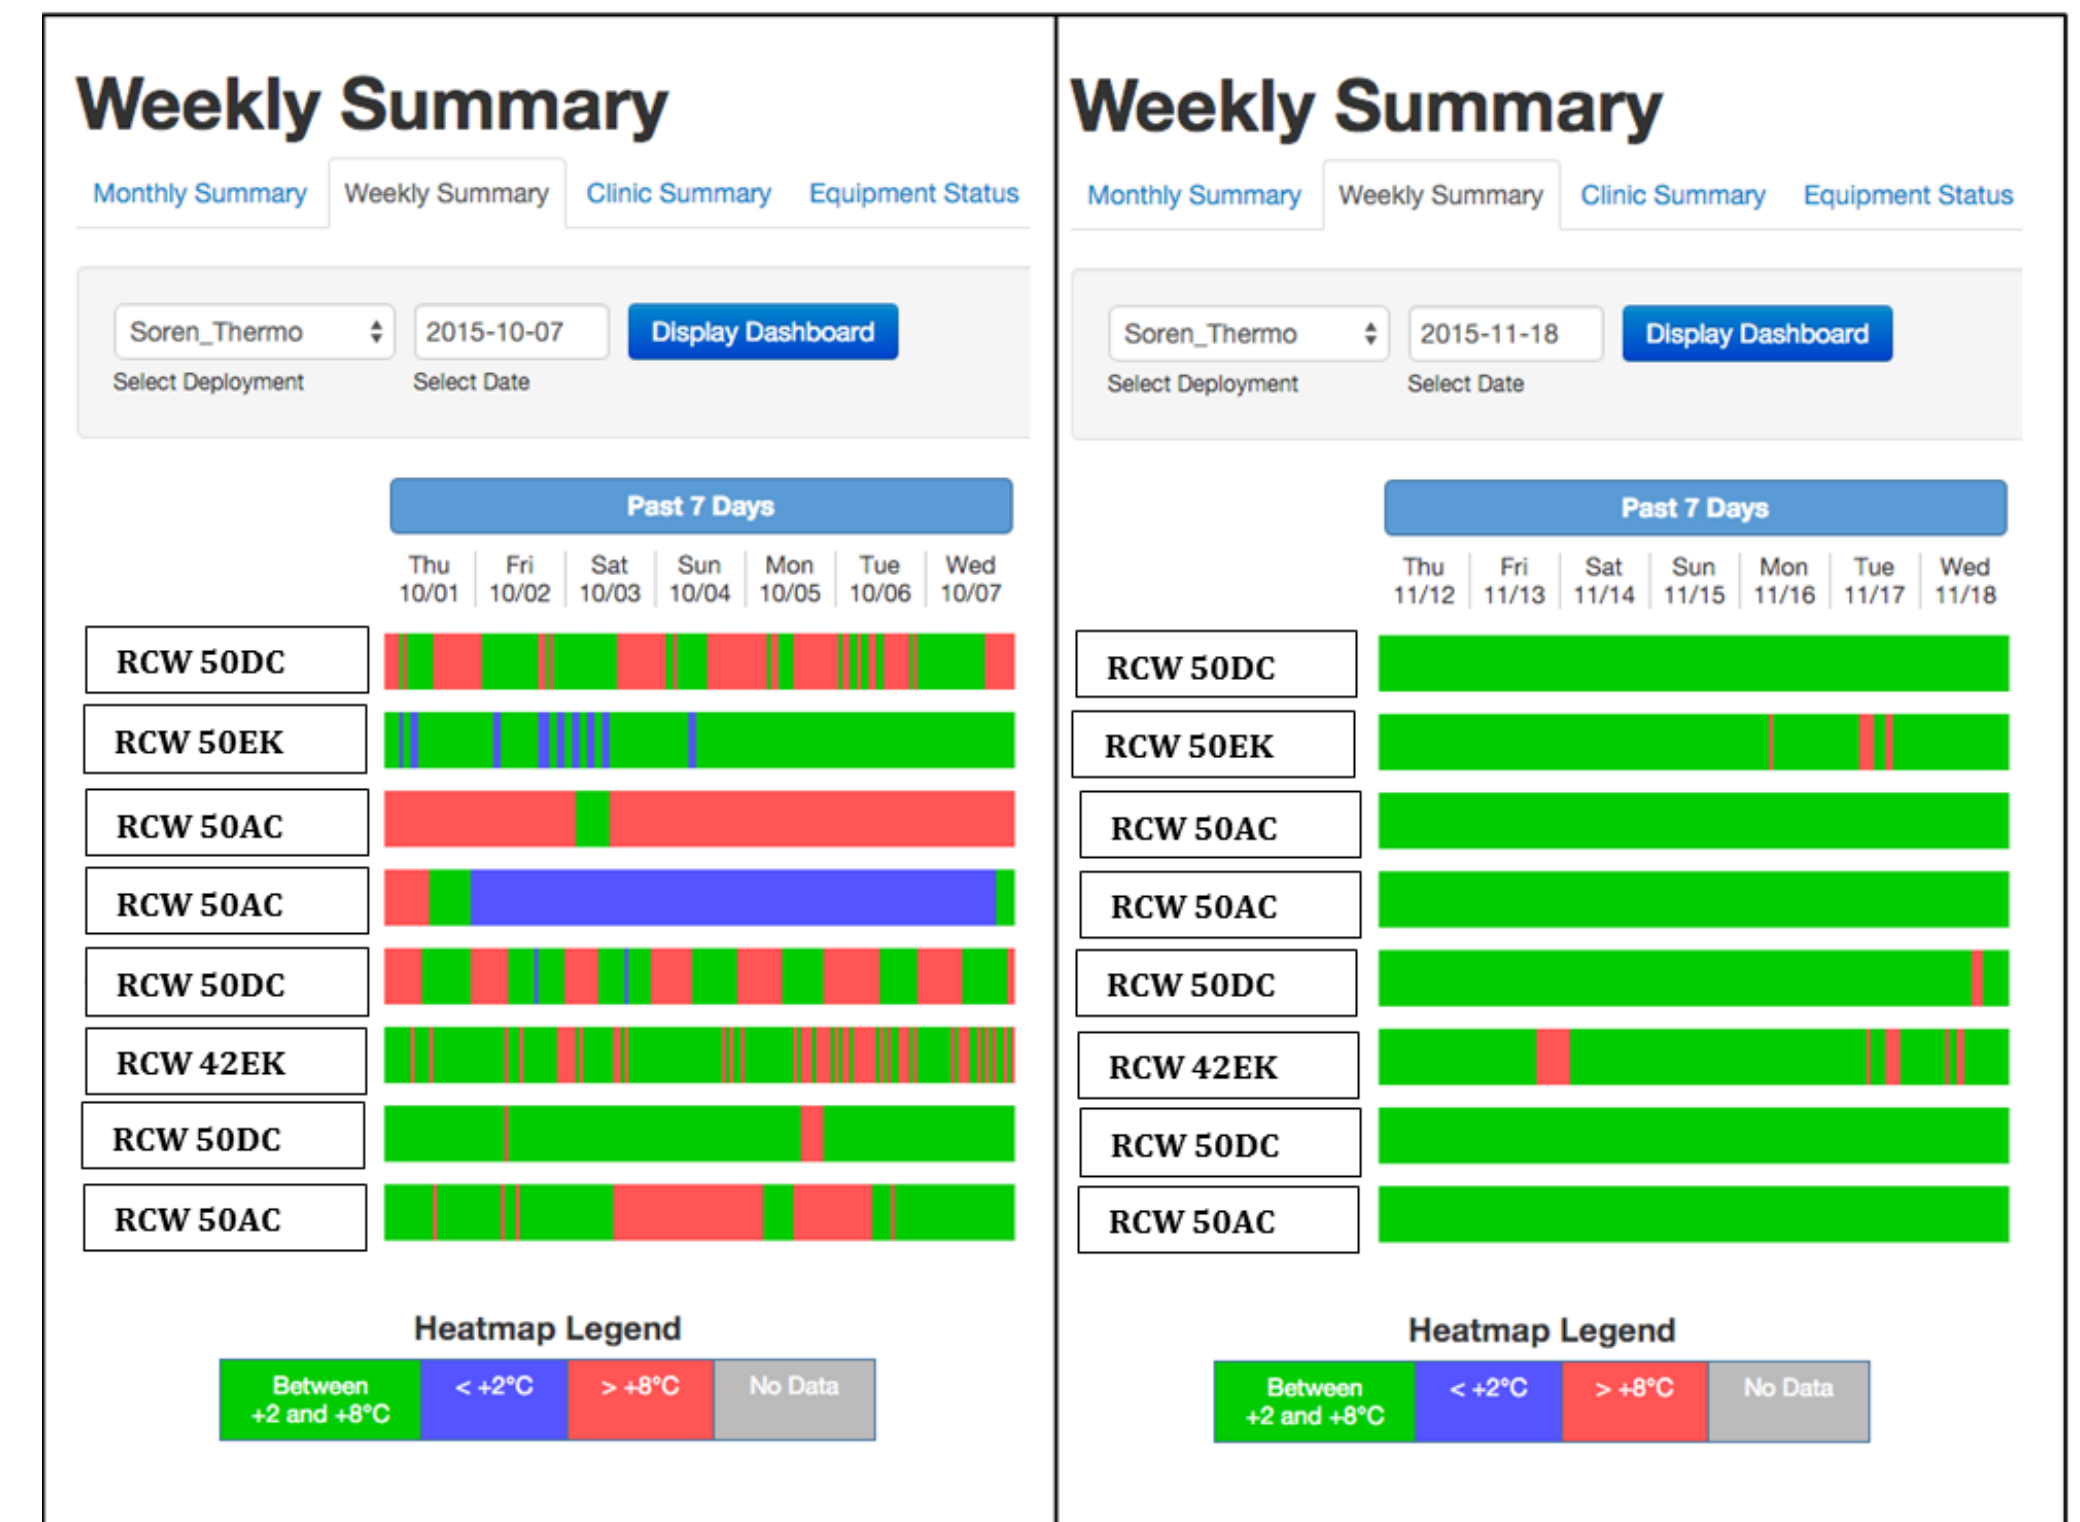 Weekly Summary
Monthly Summary Weekly Summary Clinic Summary Equipment Status
Soren_Thermo 2015-10-07 Display Dashboard
Select Deployment Select Date
Past 7 Days
Thu Fri Sat Sun Mon Tue Wed
10/01 10/02 10/03 10/04 10/05 10/06 10/07
RCW 50DC
RCW 50EK
RCW 50AC
RCW 50AC
RCW 50DC
RCW 42EK
RCW 50DC
RCW 50AC
Heatmap Legend
Between < +2°C > +8°C No Data
+2 and +8°C
Weekly Summary
Monthly Summary Weekly Summary Clinic Summary Equipment Status
Soren_Thermo 2015-11-18 Display Dashboard
Select Deployment Select Date
Past 7 Days
Thu Fri Sat Sun Mon Tue Wed
11/12 11/13 11/14 11/15 11/16 11/17 11/18
RCW 50DC
RCW 50EK
RCW 50AC
RCW 50AC
RCW 50DC
RCW 42EK
RCW 50DC
RCW 50AC
Heatmap Legend
Between < +2°C > +8°C No Data
+2 and +8°C